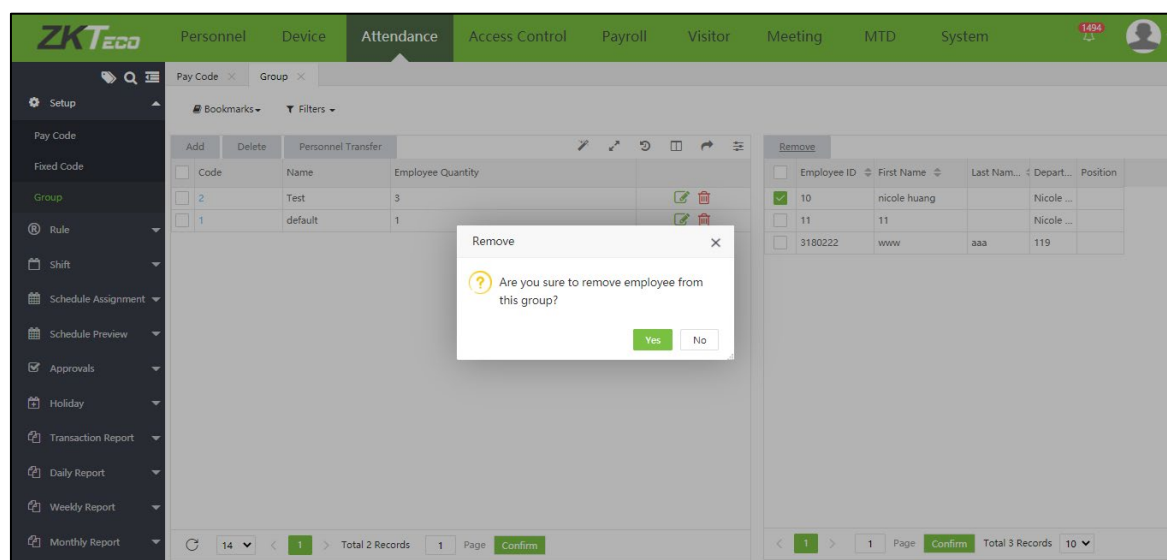 ZKTECO Personnel Device Attendance Access Control Payroll Visitor Meeting MTD System 1494
Pay Code Group
Setup
Bookmarks Filters
Pay Code
Add Delete Personnel Transfer Remove
Code Name Employee Quantity Employee ID First Name Last Nam... Depart... Position
Fixed Code
Group
2 Test 3 10 nicole huang Nicole ...
1 default 1 11 11 Nicole ...
3180222 www aaa 119
Rule
Remove
Shift
Are you sure to remove employee from
this group?
Schedule Assignment
Schedule Preview
Yes No
Approvals
Holiday
Transaction Report
Daily Report
Weekly Report
Monthly Report
14 1 Total 2 Records 1 Page Confirm 1 1 Page Confirm Total 3 Records 10